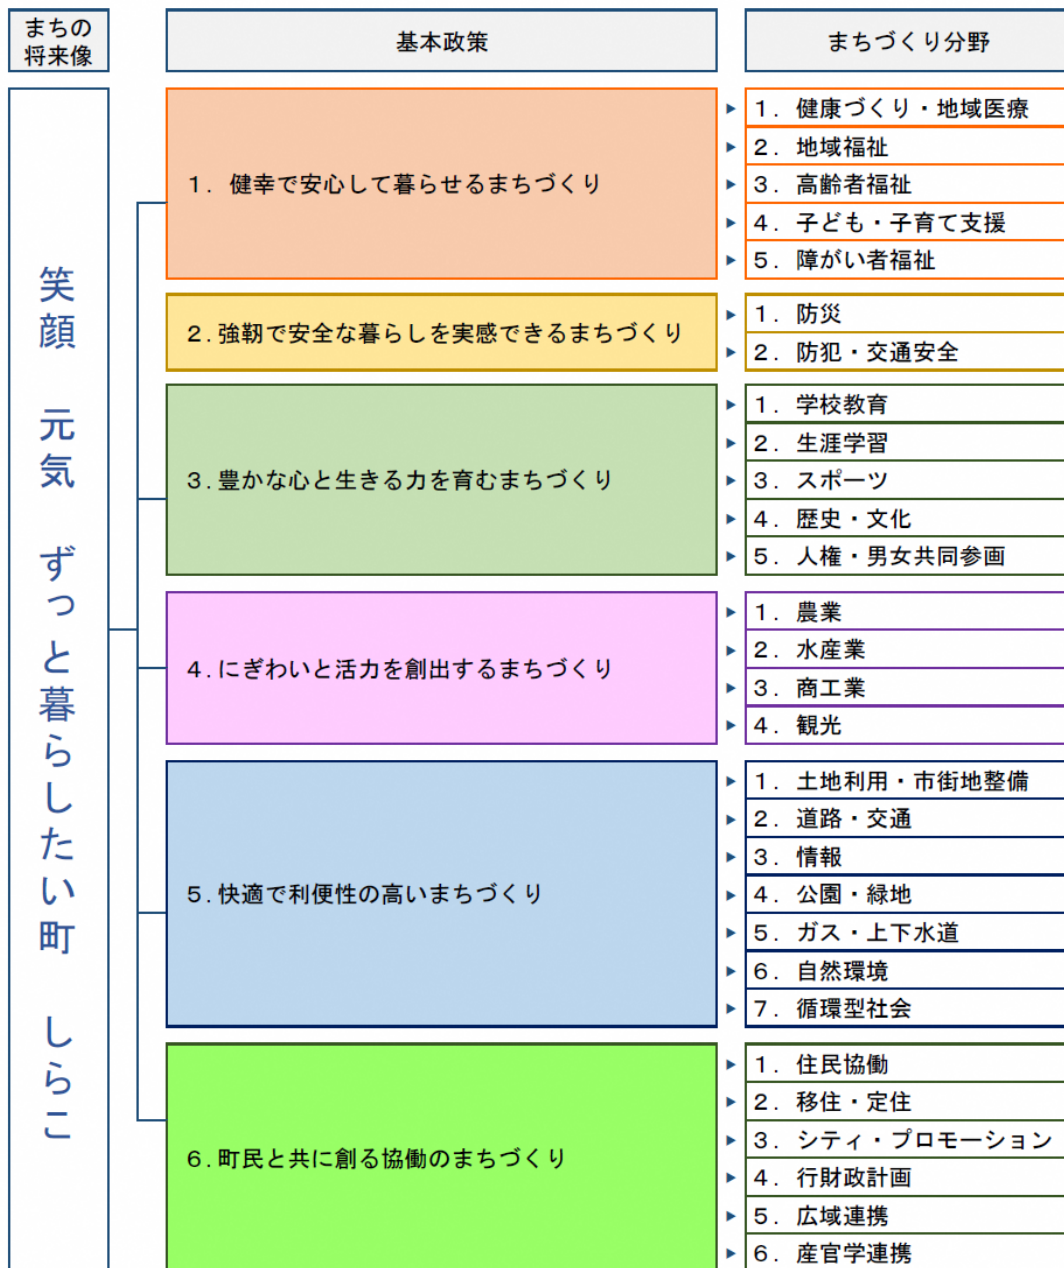 まちの
将来像
基本政策
まちづくり分野
笑顔 元気 ずっと暮らしたい町 しらこ
1. 健幸で安心して暮らせるまちづくり
1. 健康づくり・地域医療
2. 地域福祉
3. 高齢者福祉
4. 子ども・子育て支援
5. 障がい者福祉
2.強靭で安全な暮らしを実感できるまちづくり
1. 防災
2. 防犯・交通安全
3.豊かな心と生きる力を育むまちづくり
1. 学校教育
2. 生涯学習
3. スポーツ
4. 歴史・文化
5. 人権・男女共同参画
4.にぎわいと活力を創出するまちづくり
1. 農業
2. 水産業
3. 商工業
4. 観光
5.快適で利便性の高いまちづくり
1. 土地利用・市街地整備
2. 道路・交通
3. 情報
4. 公園・緑地
5. ガス・上下水道
6. 自然環境
7. 循環型社会
6.町民と共に創る協働のまちづくり
1. 住民協働
2. 移住・定住
3. シティ・プロモーション
4. 行財政計画
5. 広域連携
6. 産官学連携